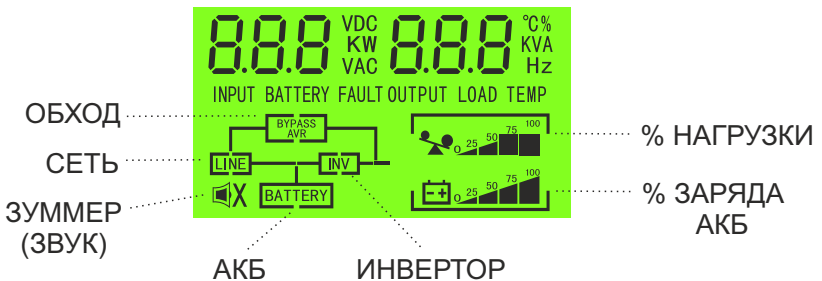 8.8.8 VDC KW VAC 8.8.8 °C% KVA Hz
INPUT BATTERY FAULT OUTPUT LOAD TEMP
ОБХОД
BYPASS
AVR
0 25 50 75 100
% НАГРУЗКИ
СЕТЬ
LINE
INV
ЗУММЕР
(ЗВУК)
X
BATTERY
0 25 50 75 100
% ЗАРЯДА
АКБ
АКБ
ИНВЕРТОР